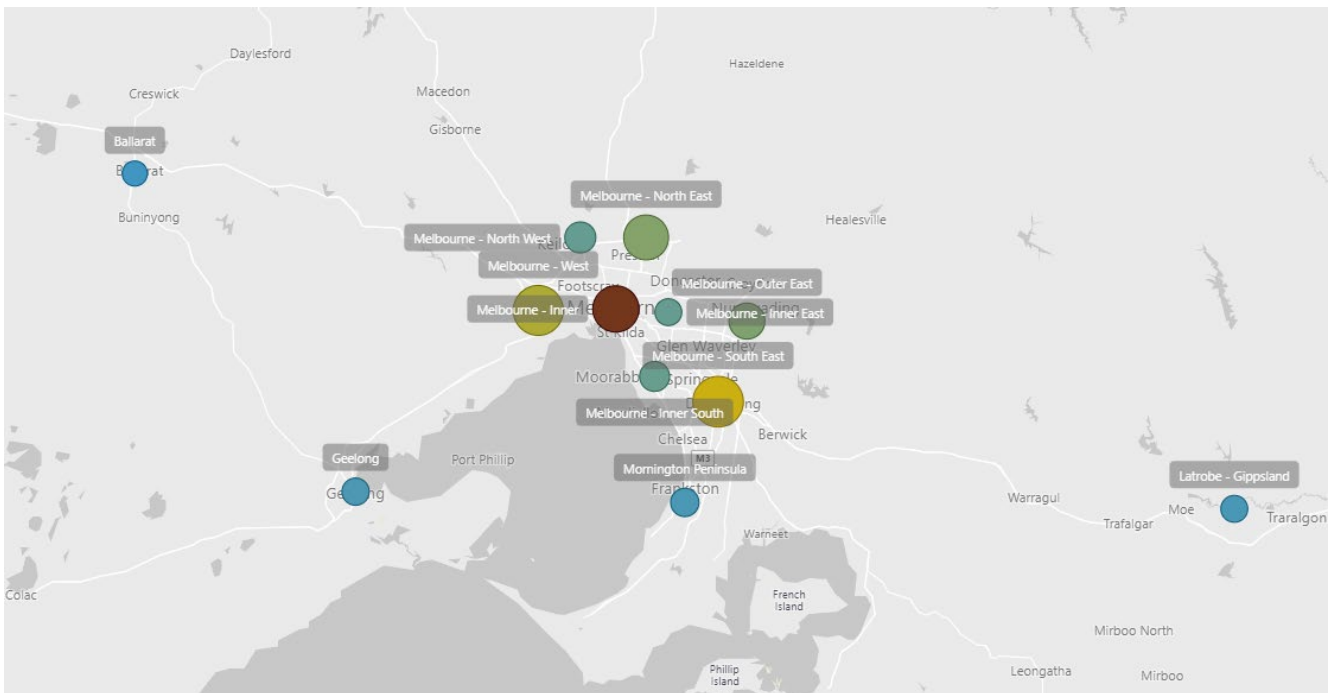 Daylesford
Hazeldene
Creswick
Macedon
Gisborne
Ballarat
Buninyong
Melbourne - North East
Healesville
Melbourne - North West
Melbourne - West
Footscray
Melbourne - Outer East
Melbourne - Inner
Melbourne - Inner East
St Kilda
Glen Waverley
Melbourne - South East
Springvale
Melbourne - Inner South
Berwick
Chelsea
Geelong
Port Phillip
M3
Mornington Peninsula
Frankston
Latrobe - Gippsland
Warragul
Moe
Trafalgar
Traralgon
Warneet
Colac
French
Island
Mirboo North
Phillip
Island
Leongatha
Mirboo